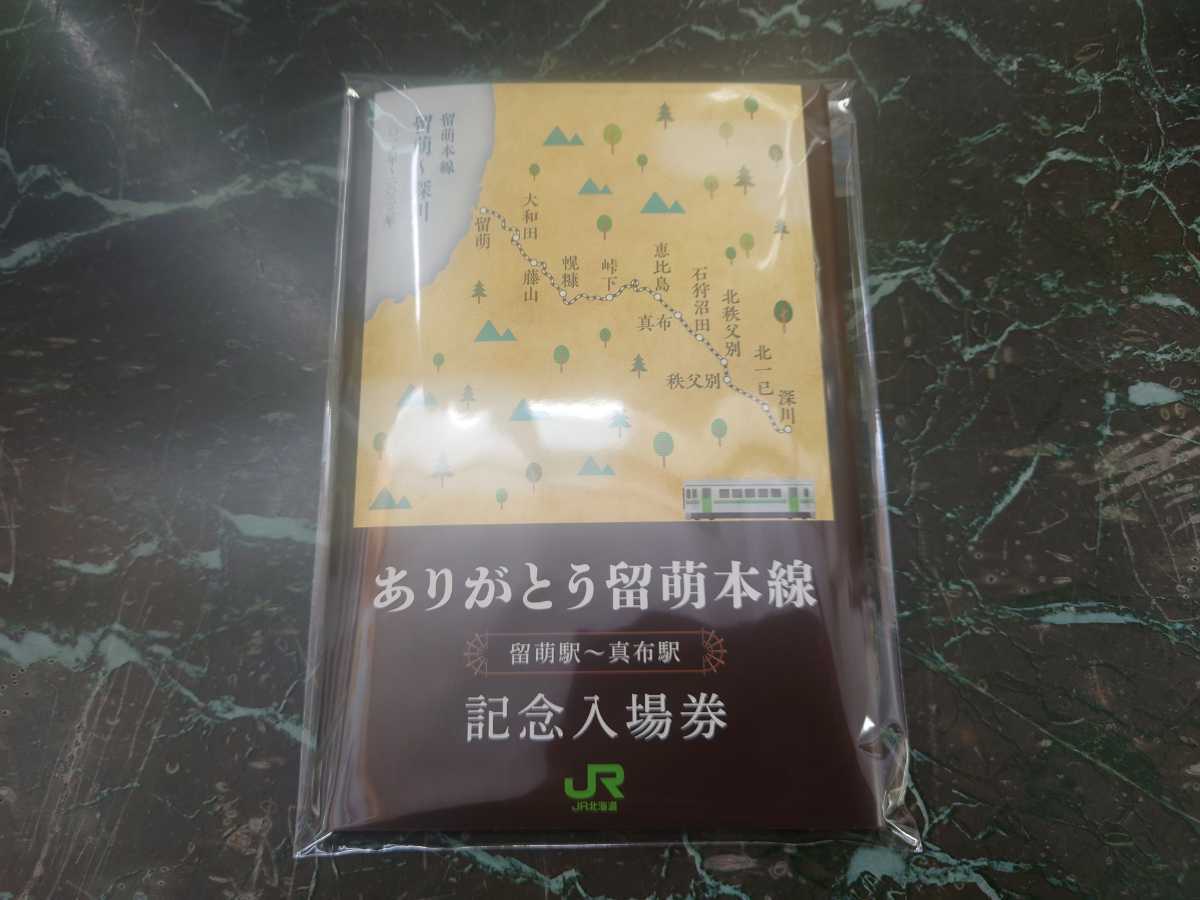 留萌本線
留萌～深川
留萌
大和田
藤山
幌糠
峠下
恵比島
真布
石狩沼田
北秩父別
秩父別
北一已
深川
ありがとう留萌本線
留萌駅～真布駅
記念入場券
JR
JR北海道